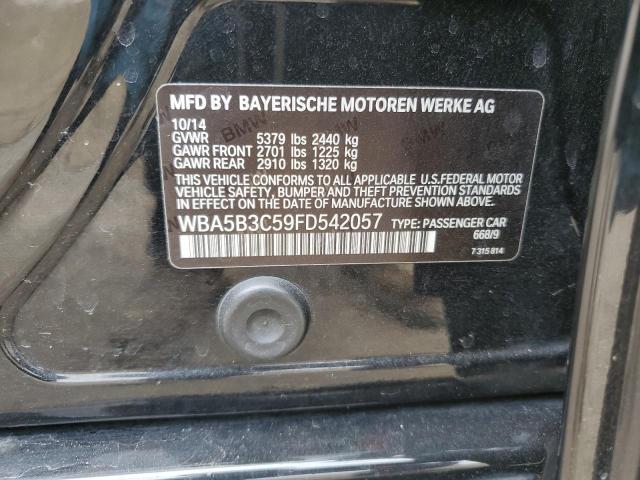 MFD BY BAYERISCHE MOTOREN WERKE AG
10/14
GVWR 5379 lbs 2440 kg
GAWR FRONT 2701 lbs 1225 kg
GAWR REAR 2910 lbs 1320 kg
THIS VEHICLE CONFORMS TO ALL APPLICABLE U.S.FEDERAL MOTOR
VEHICLE SAFETY, BUMPER AND THEFT PREVENTION STANDARDS
IN EFFECT ON THE DATE OF MANUFACTURE SHOWN ABOVE.
WBA5B3C59FD542057 TYPE: PASSENGER CAR
668/9
7 315 814
BMW